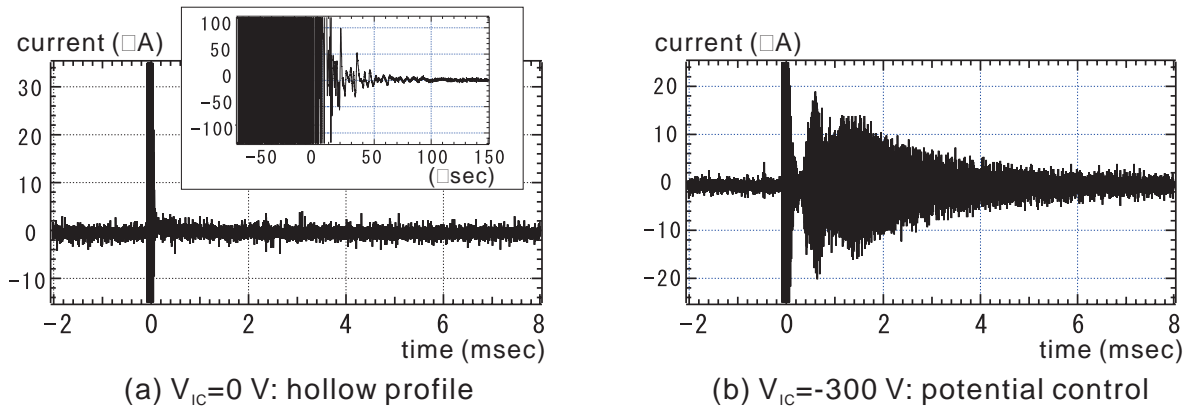 current (□A)
30
20
10
0
−10
−2 0 2 4 6 8
time (msec)
100
50
0
−50
−100
−50 0 50 100 150
(□sec)
(a) V_IC=0 V: hollow profile
current (□A)
20
10
0
−10
−20
−2 0 2 4 6 8
time (msec)
(b) V_IC=-300 V: potential control